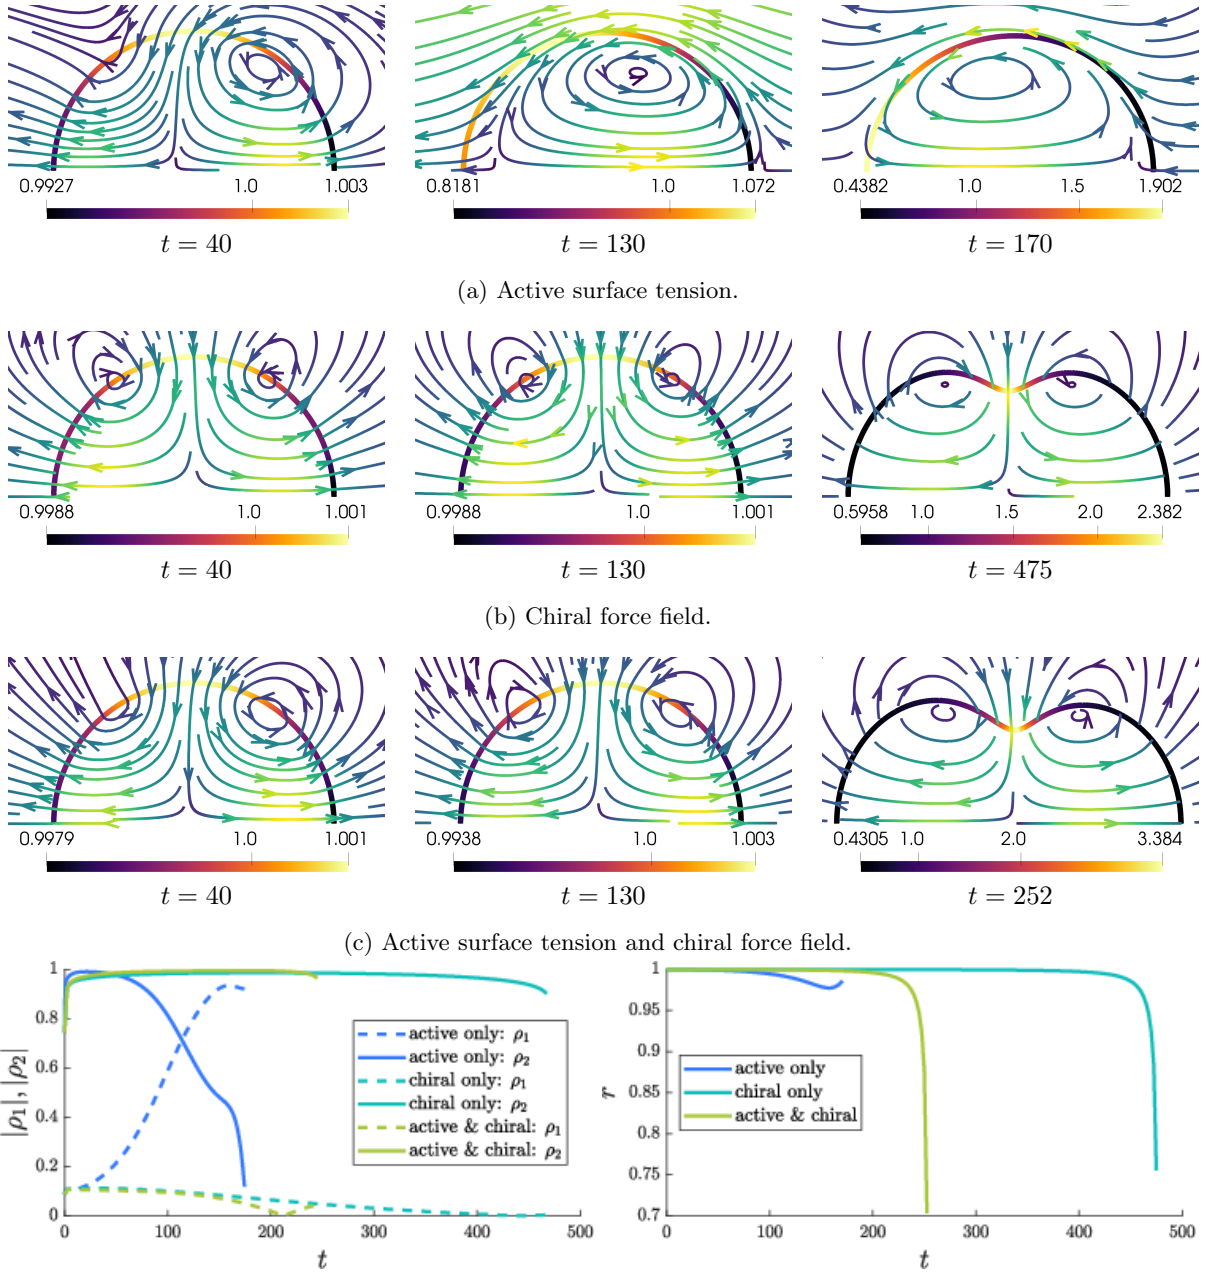 0.9927 1.0 1.003
t = 40
0.8181 1.0 1.072
t = 130
0.4382 1.0 1.5 1.902
t = 170
(a) Active surface tension.
0.9988 1.0 1.001
t = 40
0.9988 1.0 1.001
t = 130
0.5958 1.0 1.5 2.0 2.382
t = 475
(b) Chiral force field.
0.9979 1.0 1.001
t = 40
0.9938 1.0 1.003
t = 130
0.4305 1.0 2.0 3.384
t = 252
(c) Active surface tension and chiral force field.
|ρ₁|, |ρ₂|
1
0.8
0.6
0.4
0.2
0
0 100 200 300 400 500
t
active only: ρ₁
active only: ρ₂
chiral only: ρ₁
chiral only: ρ₂
active & chiral: ρ₁
active & chiral: ρ₂
r
1
0.95
0.9
0.85
0.8
0.75
0.7
0 100 200 300 400 500
t
active only
chiral only
active & chiral